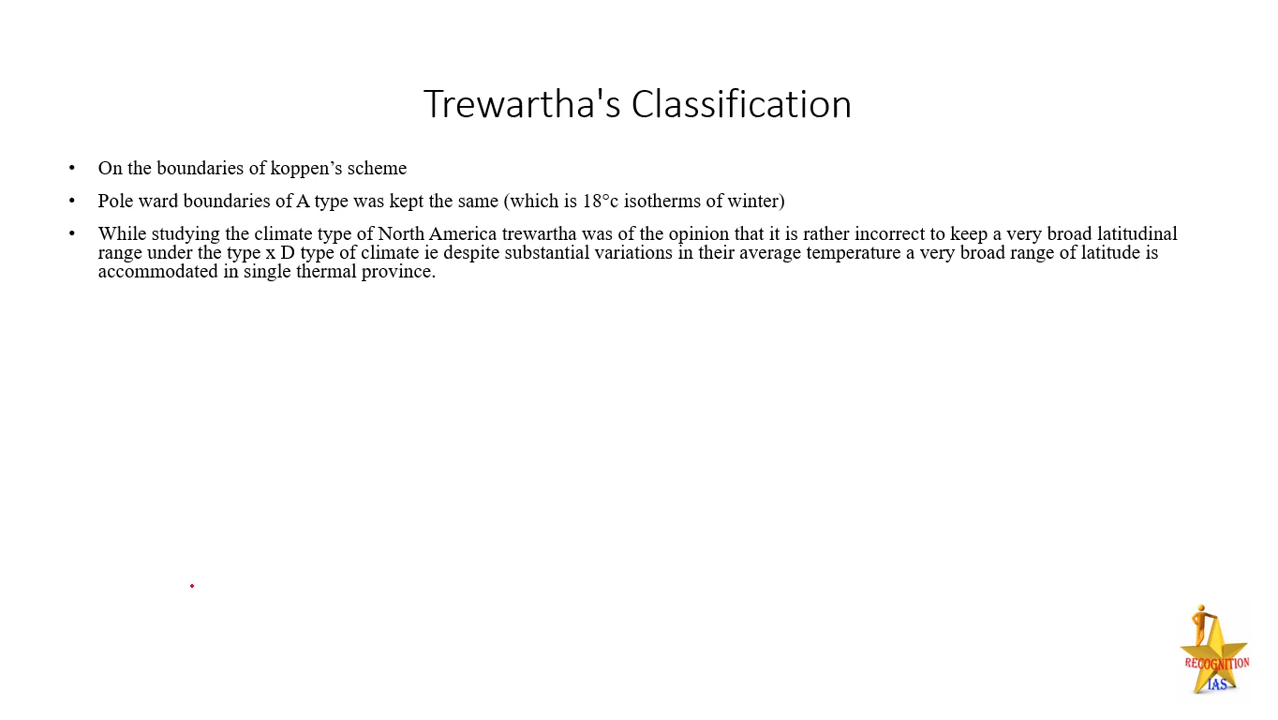 Trewartha's Classification
• On the boundaries of koppen’s scheme
• Pole ward boundaries of A type was kept the same (which is 18°c isotherms of winter)
• While studying the climate type of North America trewartha was of the opinion that it is rather incorrect to keep a very broad latitudinal
range under the type x D type of climate ie despite substantial variations in their average temperature a very broad range of latitude is
accommodated in single thermal province.
RECOGNITION
IAS